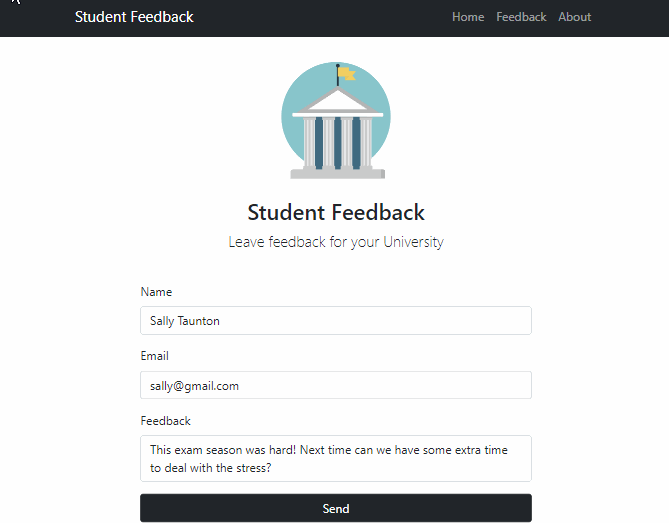 Student Feedback
Home Feedback About
Student Feedback
Leave feedback for your University
Name
Sally Taunton
Email
sally@gmail.com
Feedback
This exam season was hard! Next time can we have some extra time
to deal with the stress?
Send